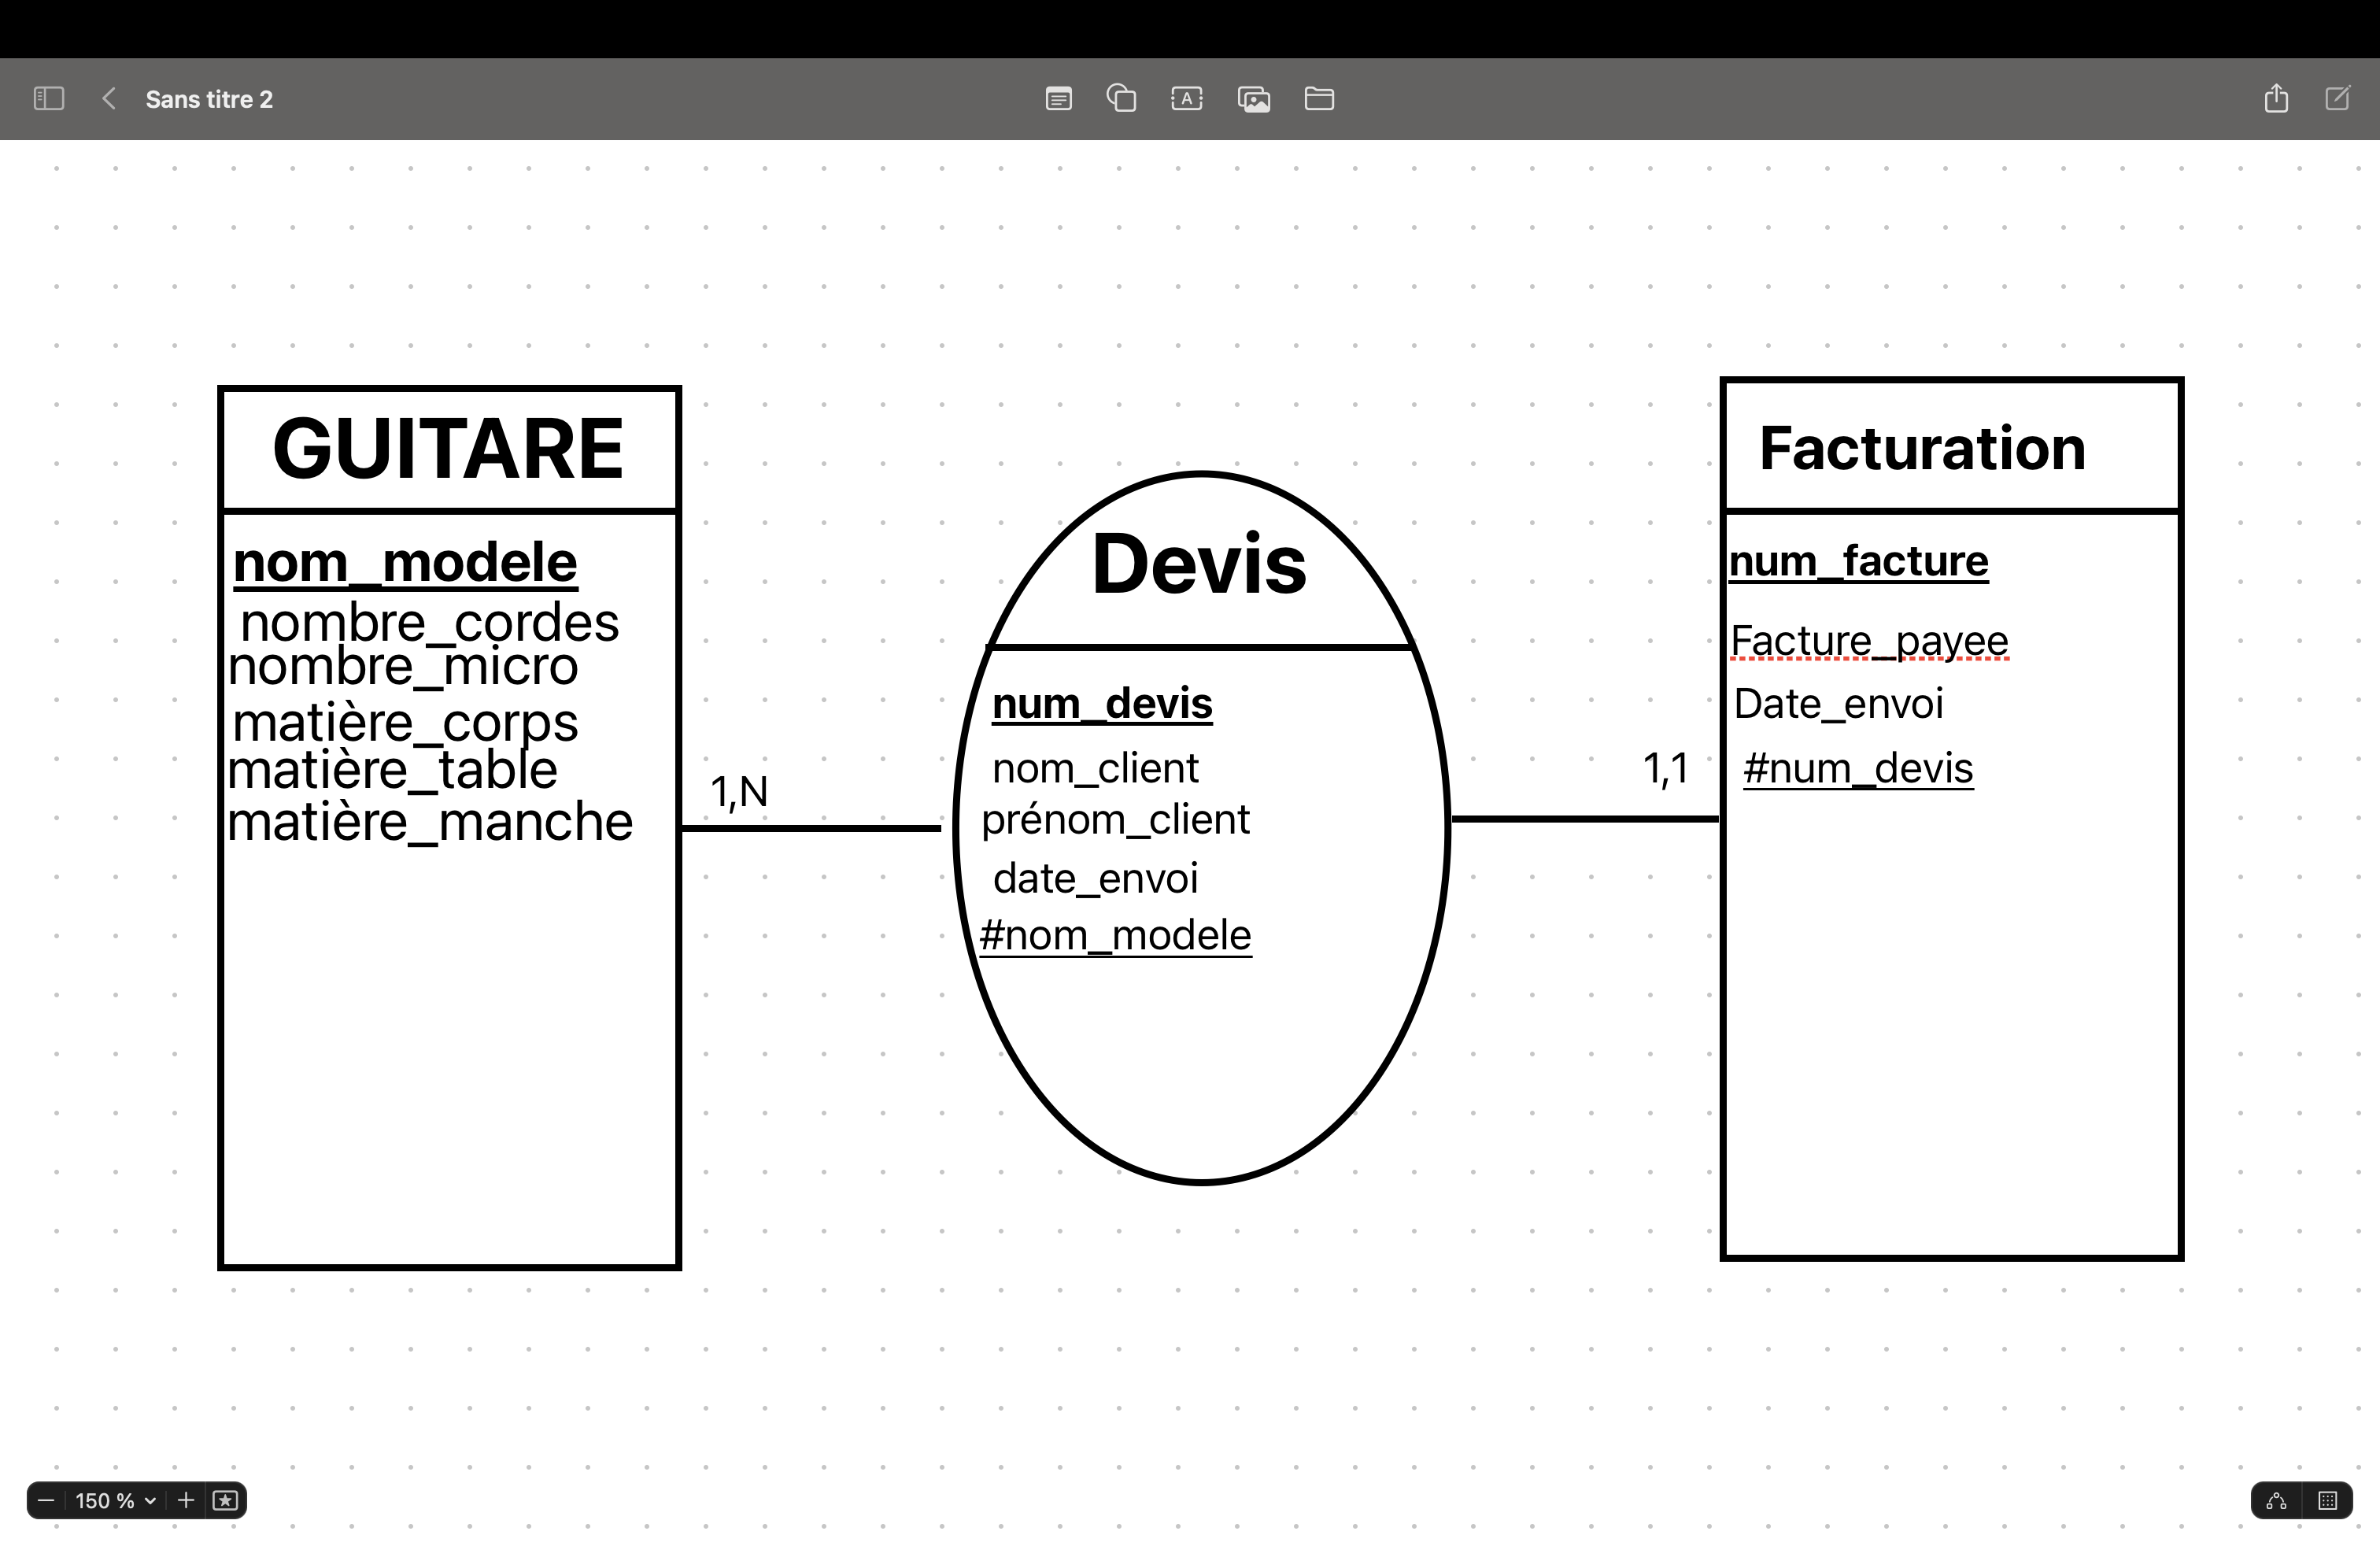 Sans titre 2
GUITARE
nom_modele
nombre_cordes
nombre_micro
matière_corps
matière_table
matière_manche
1,N
Devis
num_devis
nom_client
prénom_client
date_envoi
#nom_modele
1,1
Facturation
num_facture
Facture_payee
Date_envoi
#num_devis
150 %